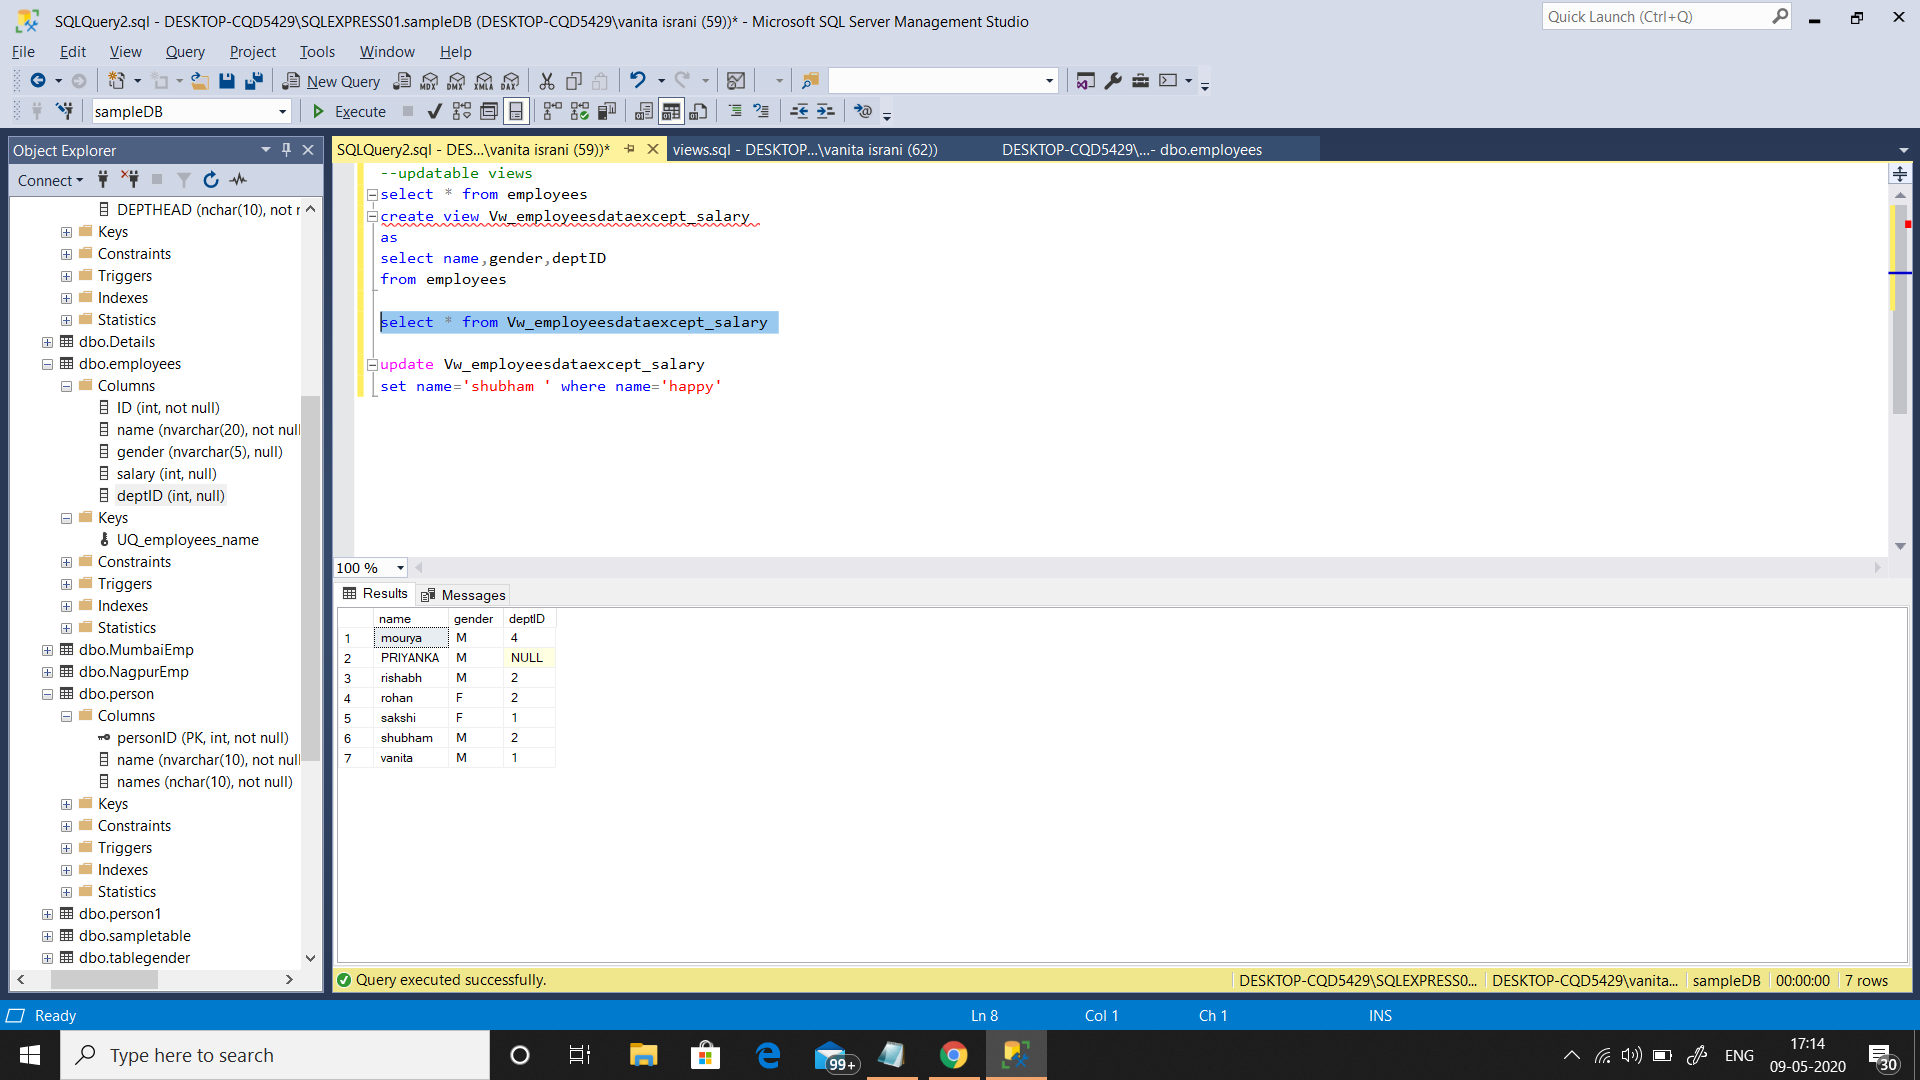 SQLQuery2.sql - DESKTOP-CQD5429\SQLEXPRESS01.sampleDB (DESKTOP-CQD5429\vanita israni (59))* - Microsoft SQL Server Management Studio
Quick Launch (Ctrl+Q)
File Edit View Query Project Tools Window Help
New Query MDX DMX XMLA DAX
sampleDB Execute
Object Explorer
Connect
DEPTHEAD (nchar(10), not r
Keys
Constraints
Triggers
Indexes
Statistics
dbo.Details
dbo.employees
Columns
ID (int, not null)
name (nvarchar(20), not null
gender (nvarchar(5), null)
salary (int, null)
deptID (int, null)
Keys
UQ_employees_name
Constraints
Triggers
Indexes
Statistics
dbo.MumbaiEmp
dbo.NagpurEmp
dbo.person
Columns
personID (PK, int, not null)
name (nvarchar(10), not null
names (nchar(10), not null)
Keys
Constraints
Triggers
Indexes
Statistics
dbo.person1
dbo.sampletable
dbo.tablegender
SQLQuery2.sql - DES...\vanita israni (59))* views.sql - DESKTOP...\vanita israni (62)) DESKTOP-CQD5429\...- dbo.employees
--updatable views
select * from employees
create view Vw_employeesdataexcept_salary
as
select name,gender,deptID
from employees
select * from Vw_employeesdataexcept_salary
update Vw_employeesdataexcept_salary
set name='shubham ' where name='happy'
100 %
Results Messages
name gender deptID
1 mourya M 4
2 PRIYANKA M NULL
3 rishabh M 2
4 rohan F 2
5 sakshi F 1
6 shubham M 2
7 vanita M 1
Query executed successfully. DESKTOP-CQD5429\SQLEXPRESS0... DESKTOP-CQD5429\vanita... sampleDB 00:00:00 7 rows
Ready Ln 8 Col 1 Ch 1 INS
Type here to search 99+ ENG 17:14
09-05-2020 30